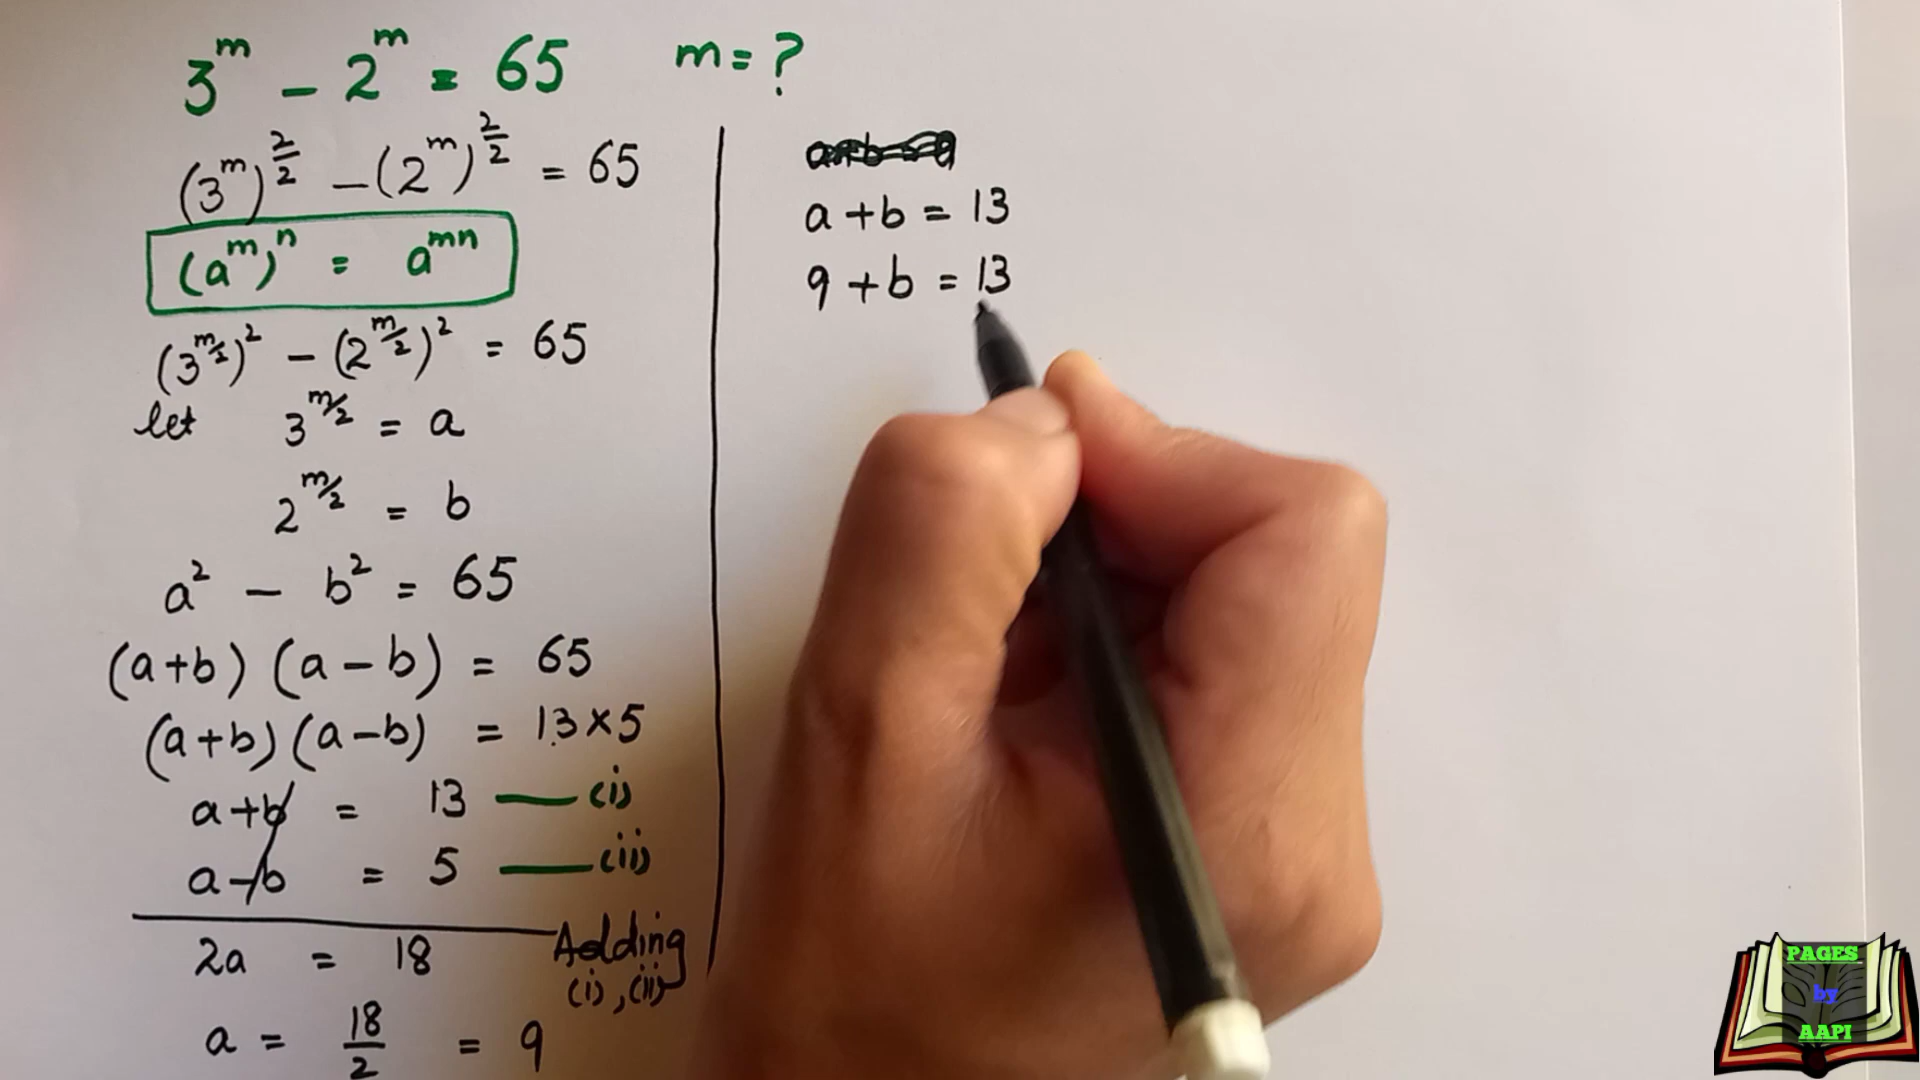 3^m - 2^m = 65    m = ?
(3^m)^(2/2) - (2^m)^(2/2) = 65
(a^m)^n = a^(mn)
(3^(m/2))^2 - (2^(m/2))^2 = 65
let 3^(m/2) = a
2^(m/2) = b
a^2 - b^2 = 65
(a+b) (a-b) = 65
(a+b) (a-b) = 13×5
a+b = 13 — (i)
a-b = 5 — (ii)
2a = 18 Adding (i), (ii)
a = 18/2 = 9
a+b = 13
9+b = 13
PAGES
by
AAPI